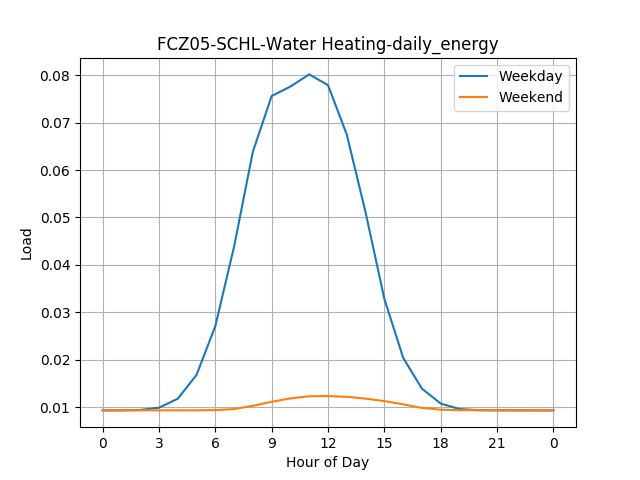 FCZ05-SCHL-Water Heating-daily_energy
Weekday
Weekend
0.08
0.07
0.06
0.05
0.04
0.03
0.02
0.01
Load
0 3 6 9 12 15 18 21 0
Hour of Day